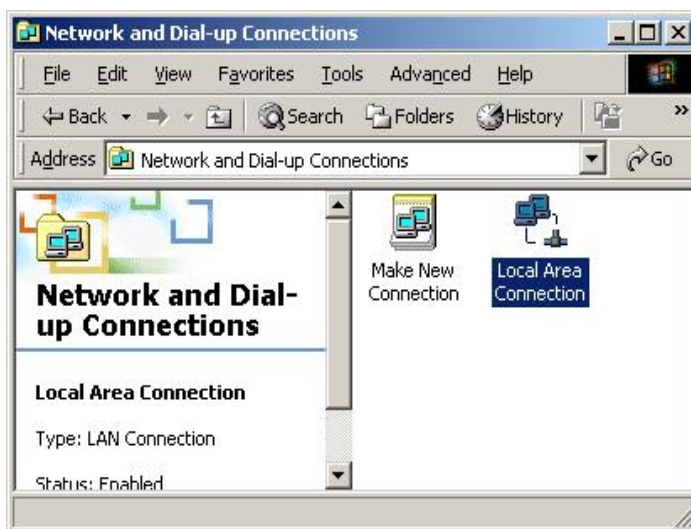 Network and Dial-up Connections
File Edit View Favorites Tools Advanced Help
Back Search Folders History »
Address Network and Dial-up Connections Go
Network and Dial-
up Connections
Local Area Connection
Type: LAN Connection
Status: Enabled
Make New
Connection
Local Area
Connection